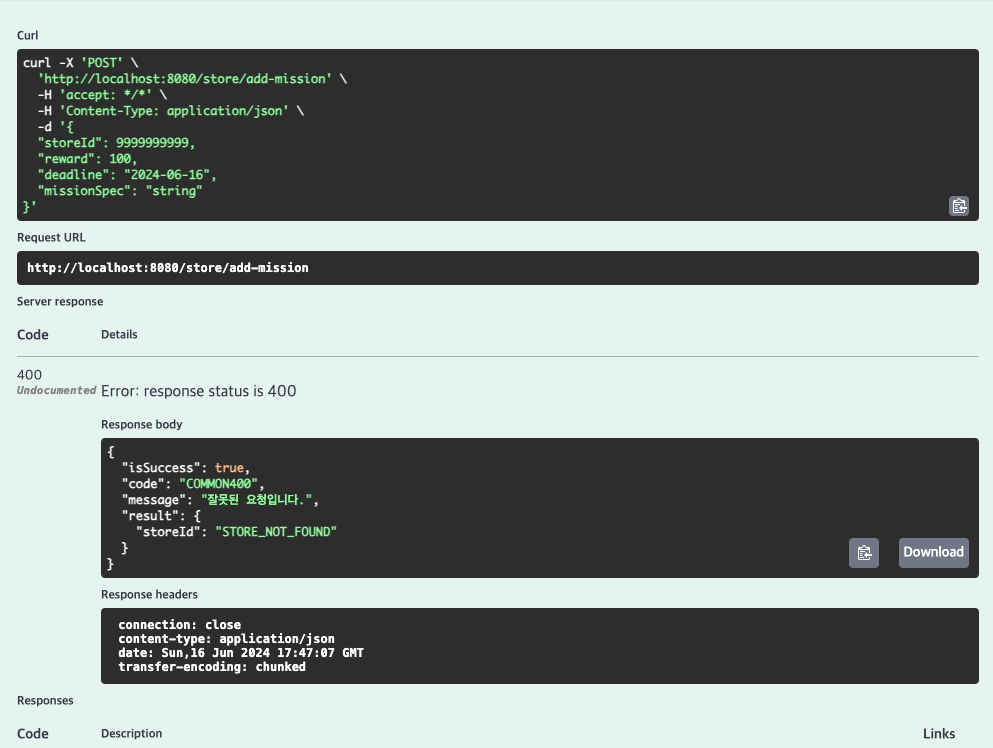 Curl
curl -X 'POST' \
  'http://localhost:8080/store/add-mission' \
  -H 'accept: */*' \
  -H 'Content-Type: application/json' \
  -d '{
  "storeId": 9999999999,
  "reward": 100,
  "deadline": "2024-06-16",
  "missionSpec": "string"
}'
Request URL
http://localhost:8080/store/add-mission
Server response
Code Details
400
Undocumented Error: response status is 400
Response body
{
  "isSuccess": true,
  "code": "COMMON400",
  "message": "잘못된 요청입니다.",
  "result": {
    "storeId": "STORE_NOT_FOUND"
  }
}
Download
Response headers
connection: close
content-type: application/json
date: Sun,16 Jun 2024 17:47:07 GMT
transfer-encoding: chunked
Responses
Code Description Links